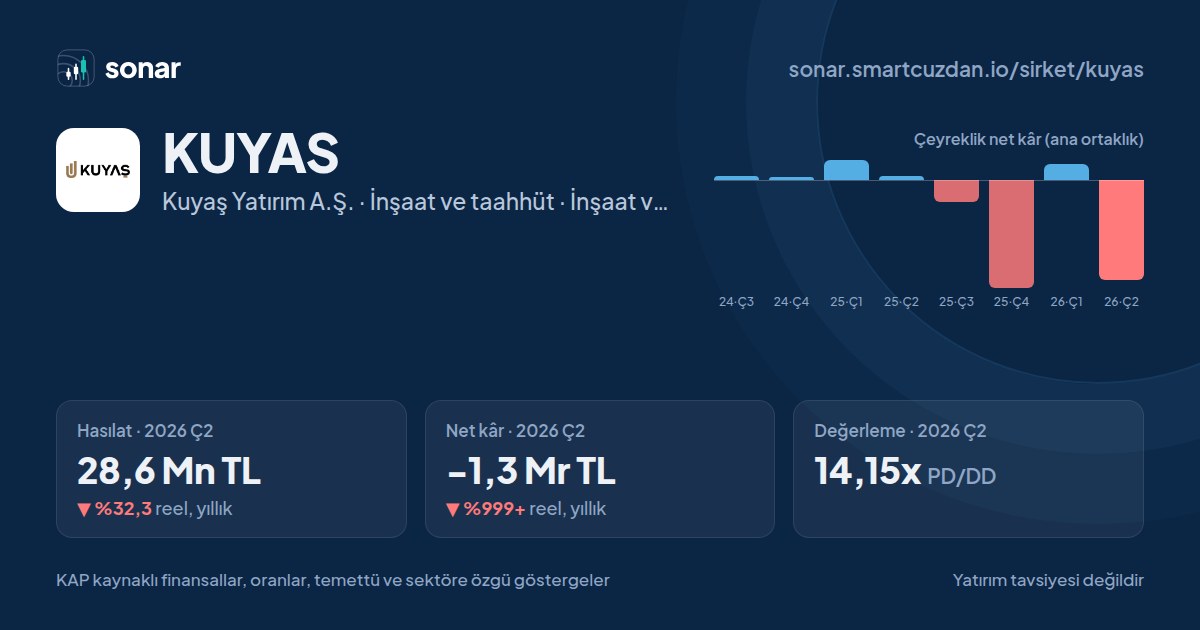 sonar
sonar.smartcuzdan.io/sirket/kuyas
KUYAŞ
KUYAS
Kuyaş Yatırım A.Ş. · İnşaat ve taahhüt · İnşaat v...
Çeyreklik net kâr (ana ortaklık)
24·Ç3 24·Ç4 25·Ç1 25·Ç2 25·Ç3 25·Ç4 26·Ç1 26·Ç2
Hasılat · 2026 Ç2
28,6 Mn TL
▼ %32,3 reel, yıllık
Net kâr · 2026 Ç2
−1,3 Mr TL
▼ %999+ reel, yıllık
Değerleme · 2026 Ç2
14,15x PD/DD
KAP kaynaklı finansallar, oranlar, temettü ve sektöre özgü göstergeler
Yatırım tavsiyesi değildir